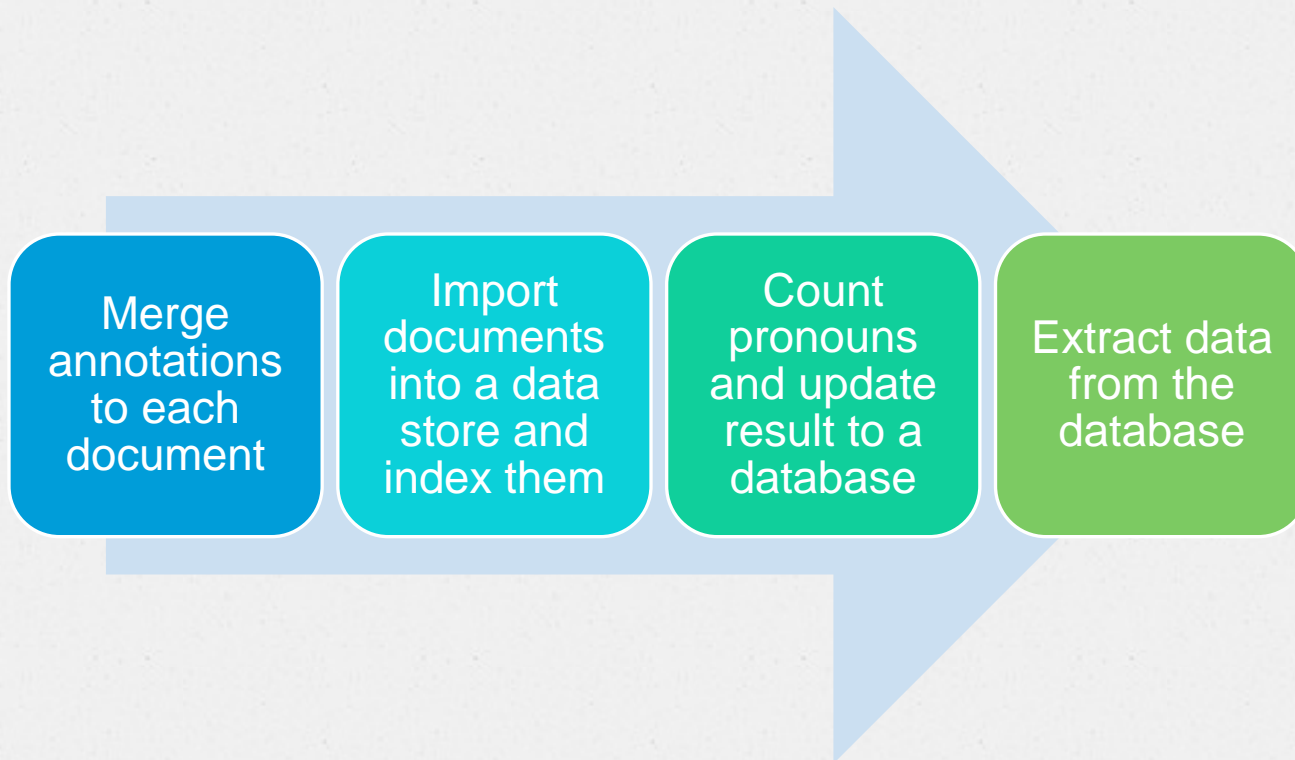 Merge
annotations
to each
document
Import
documents
into a data
store and
index them
Count
pronouns
and update
result to a
database
Extract data
from the
database